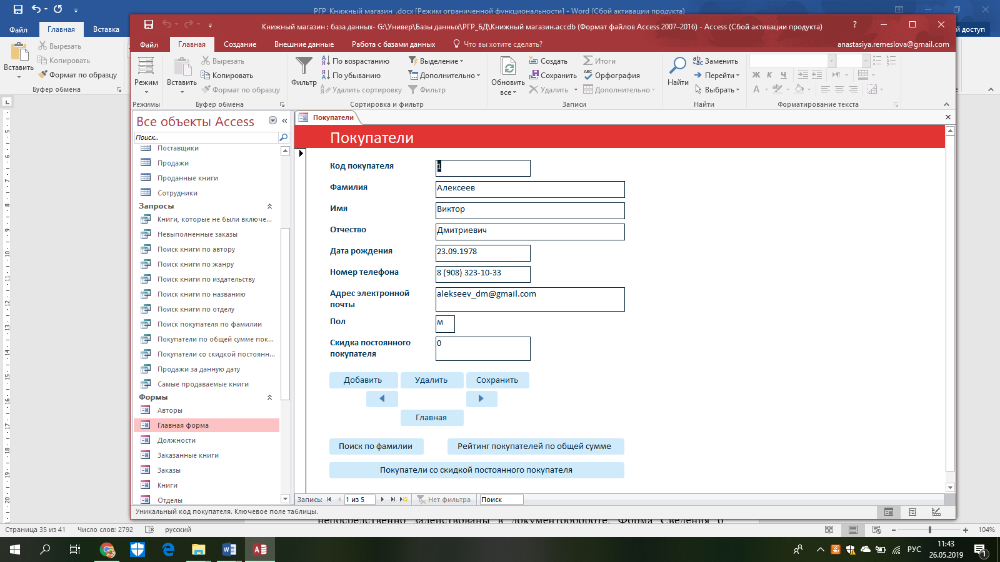 РГР_Книжный магазин_.docx [Режим ограниченной функциональности] - Word (Сбой активации продукта)
Файл
Главная
Вставка
й доступ
Вставить
Вырезать
Копировать
Формат по образцу
Буфер обмена
Книжный магазин : база данных- G:\Универ\Базы данных\РГР_БД\Книжный магазин.accdb (Формат файлов Access 2007–2016) - Access (Сбой активации продукта)
Файл
Главная
Создание
Внешние данные
Работа с базами данных
Что вы хотите сделать?
anastasiya.remeslova@gmail.com
Режим
Режимы
Вставить
Вырезать
Копировать
Формат по образцу
Буфер обмена
Фильтр
По возрастанию
По убыванию
Удалить сортировку
Выделение
Дополнительно
Фильтр
Сортировка и фильтр
Обновить все
Создать
Сохранить
Удалить
Итоги
Орфография
Дополнительно
Записи
Найти
Заменить
Перейти
Выбрать
Найти
Ж К Ч
Форматирование текста
Все объекты Access
Поиск...
Поставщики
Продажи
Проданные книги
Сотрудники
Запросы
Книги, которые не были включе...
Невыполненные заказы
Поиск книги по автору
Поиск книги по жанру
Поиск книги по издательству
Поиск книги по названию
Поиск книги по отделу
Поиск покупателя по фамилии
Покупатели по общей сумме пок...
Покупатели со скидкой постоянн...
Продажи за данную дату
Самые продаваемые книги
Формы
Авторы
Главная форма
Должности
Заказанные книги
Заказы
Книги
Отделы
Покупатели
Покупатели
Код покупателя
1
Фамилия
Алексеев
Имя
Виктор
Отчество
Дмитриевич
Дата рождения
23.09.1978
Номер телефона
8 (908) 323-10-33
Адрес электронной почты
alekseev_dm@gmail.com
Пол
м
Скидка постоянного покупателя
0
Добавить
Удалить
Сохранить
Главная
Поиск по фамилии
Рейтинг покупателей по общей сумме
Покупатели со скидкой постоянного покупателя
Запись:
1 из 5
Нет фильтра
Поиск
Уникальный код покупателя. Ключевое поле таблицы.
непосредственно задействованы в документообороте. Форма Сведения о
Страница 35 из 41
Число слов: 2792
русский
104%
РУС
11:43
26.05.2019
1